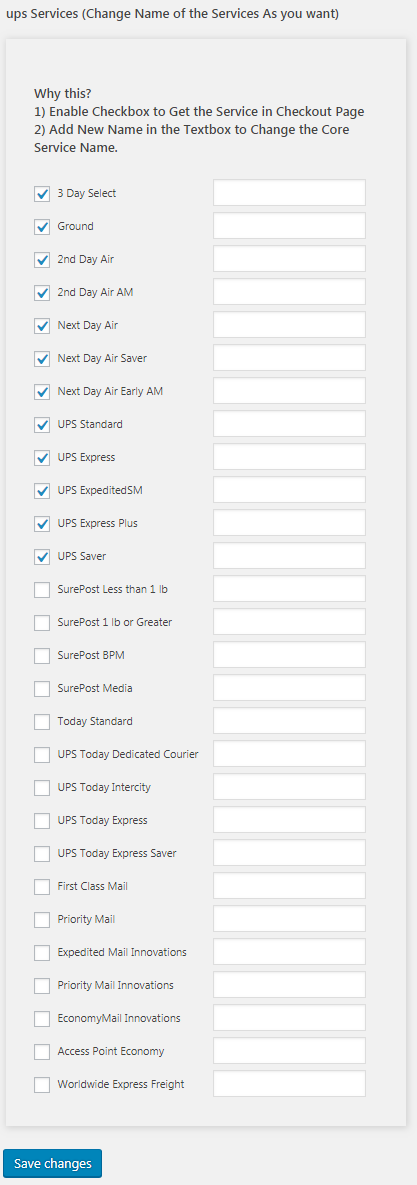 ups Services (Change Name of the Services As you want)
Why this?
1) Enable Checkbox to Get the Service in Checkout Page
2) Add New Name in the Textbox to Change the Core
Service Name.
3 Day Select
Ground
2nd Day Air
2nd Day Air AM
Next Day Air
Next Day Air Saver
Next Day Air Early AM
UPS Standard
UPS Express
UPS ExpeditedSM
UPS Express Plus
UPS Saver
SurePost Less than 1 lb
SurePost 1 lb or Greater
SurePost BPM
SurePost Media
Today Standard
UPS Today Dedicated Courier
UPS Today Intercity
UPS Today Express
UPS Today Express Saver
First Class Mail
Priority Mail
Expedited Mail Innovations
Priority Mail Innovations
EconomyMail Innovations
Access Point Economy
Worldwide Express Freight
Save changes